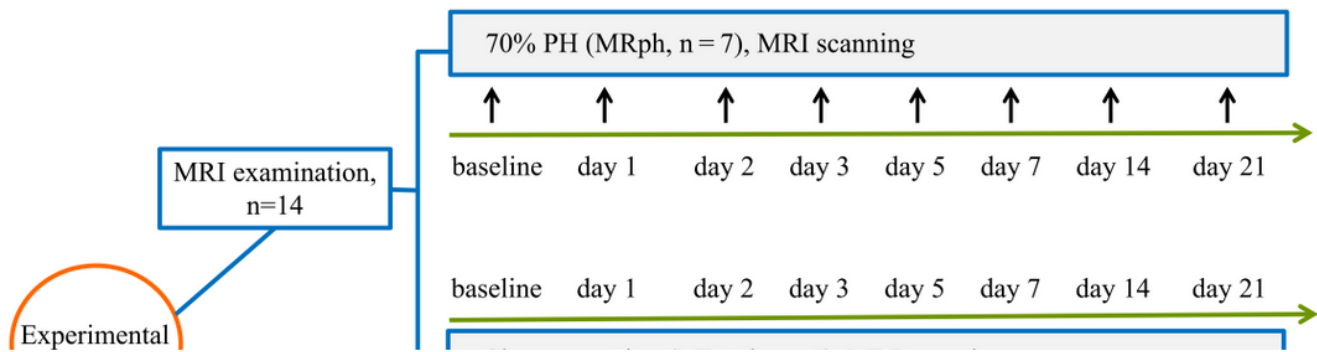 70% PH (MRph, n = 7), MRI scanning
baseline day 1 day 2 day 3 day 5 day 7 day 14 day 21
MRI examination,
n=14
baseline day 1 day 2 day 3 day 5 day 7 day 14 day 21
Experimental